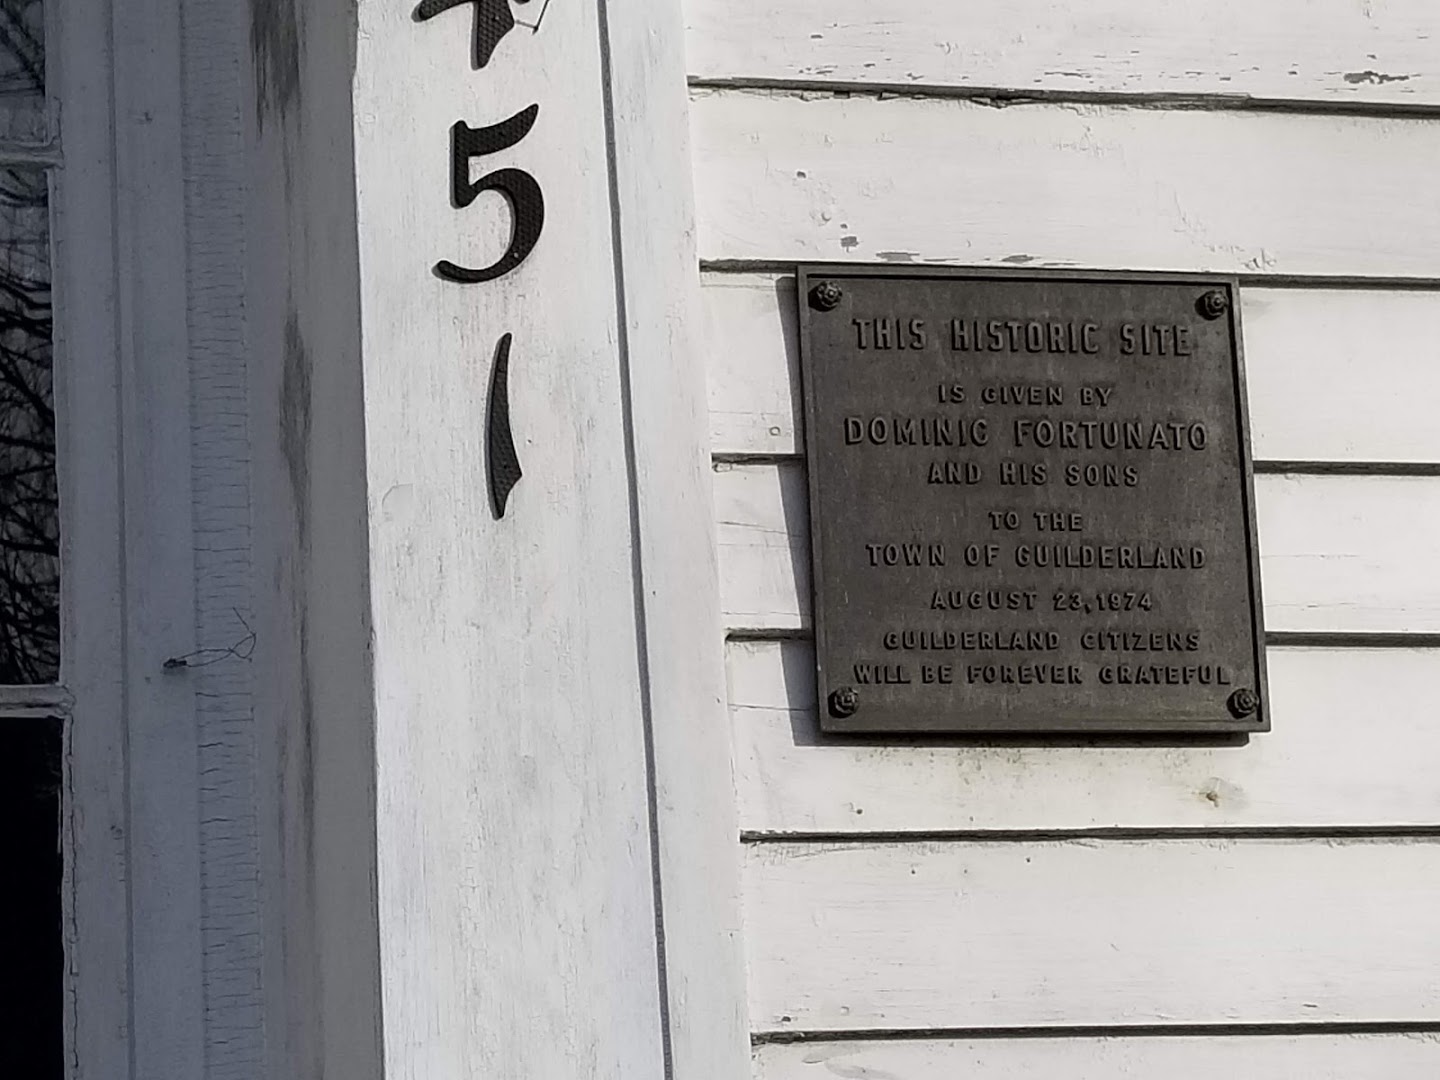 4
5
1
THIS HISTORIC SITE
IS GIVEN BY
DOMINIC FORTUNATO
AND HIS SONS
TO THE
TOWN OF GUILDERLAND
AUGUST 23, 1974
GUILDERLAND CITIZENS
WILL BE FOREVER GRATEFUL